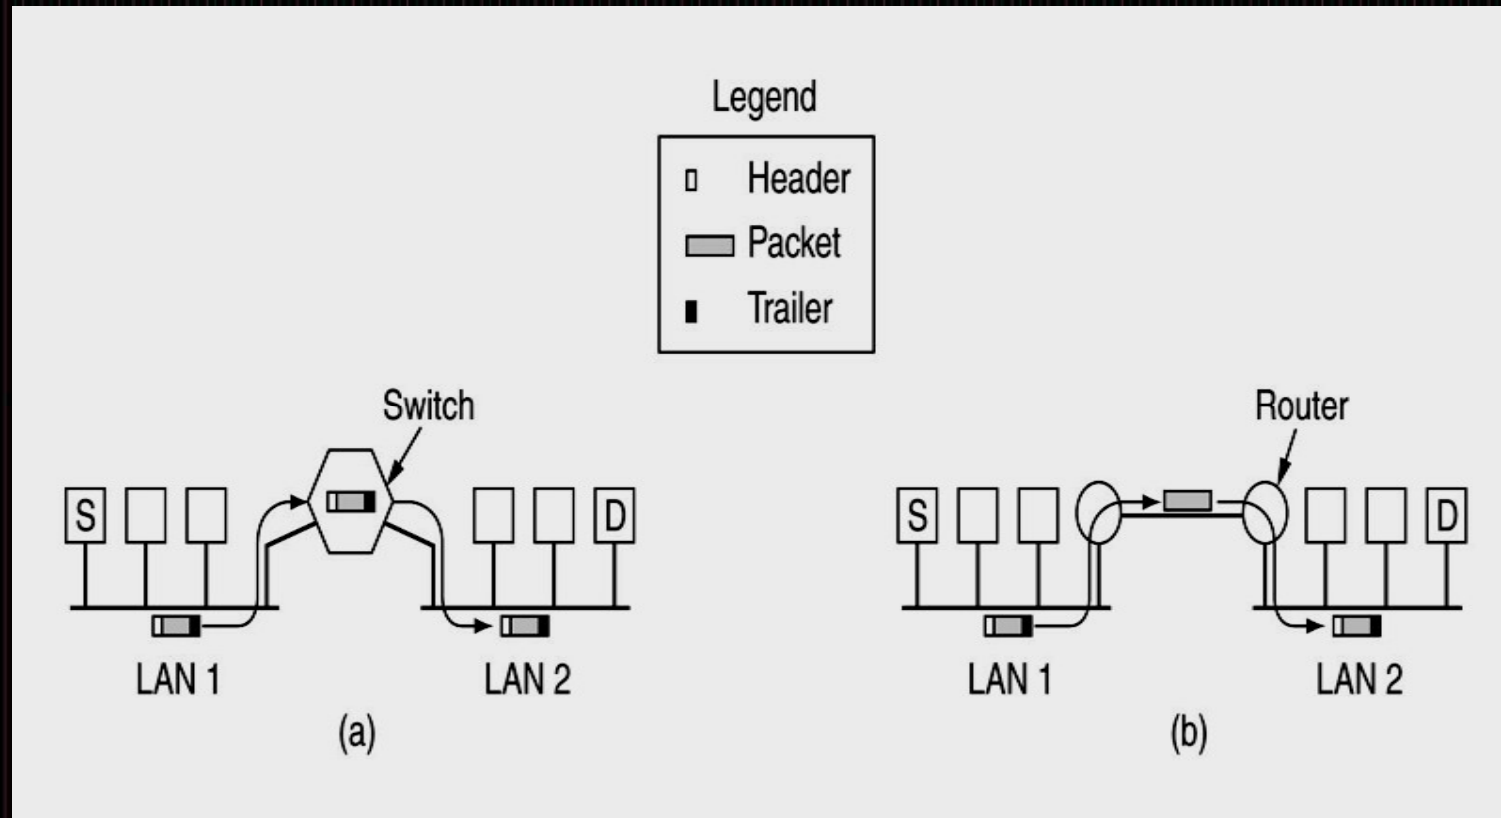 Legend
Header
Packet
Trailer
Switch
Router
S
D
S
D
LAN 1
LAN 2
LAN 1
LAN 2
(a)
(b)